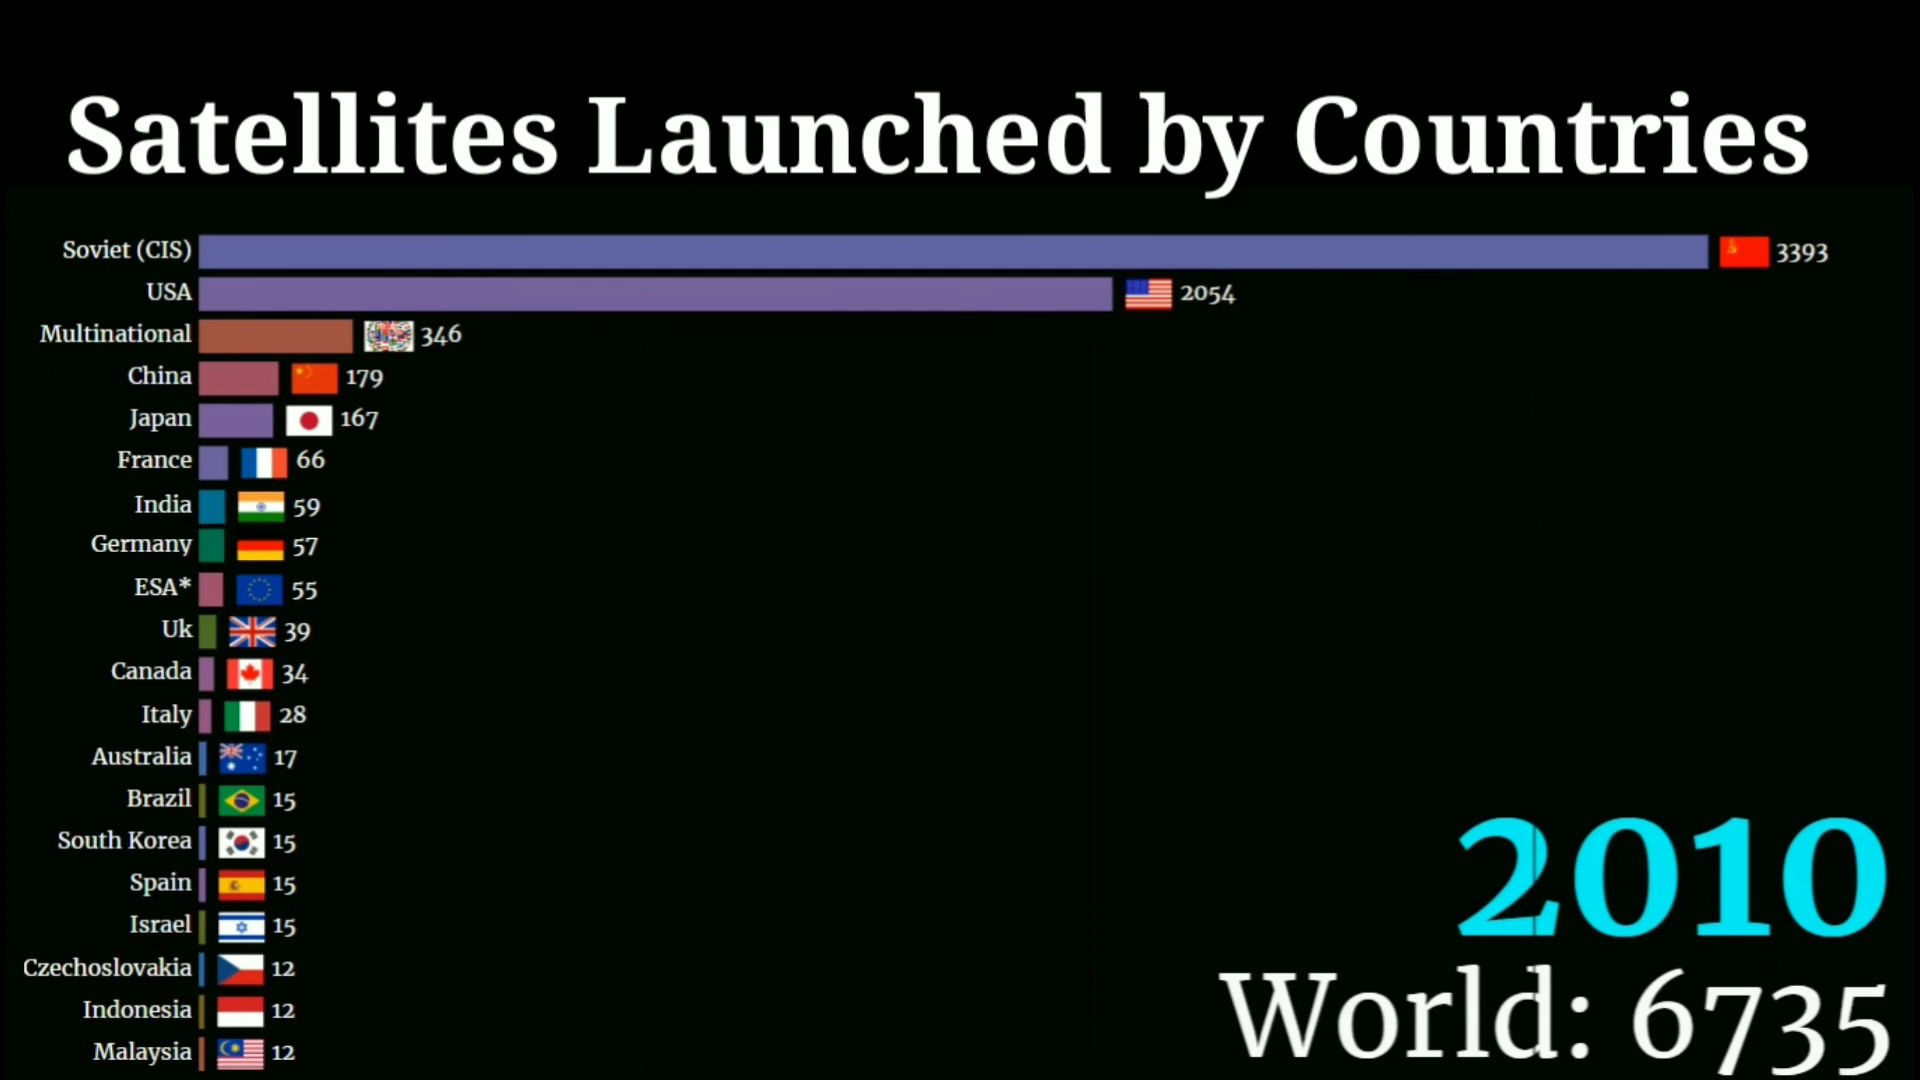 Satellites Launched by Countries
Soviet (CIS) 3393
USA 2054
Multinational 346
China 179
Japan 167
France 66
India 59
Germany 57
ESA* 55
Uk 39
Canada 34
Italy 28
Australia 17
Brazil 15
South Korea 15
Spain 15
Israel 15
Czechoslovakia 12
Indonesia 12
Malaysia 12
2010
World: 6735